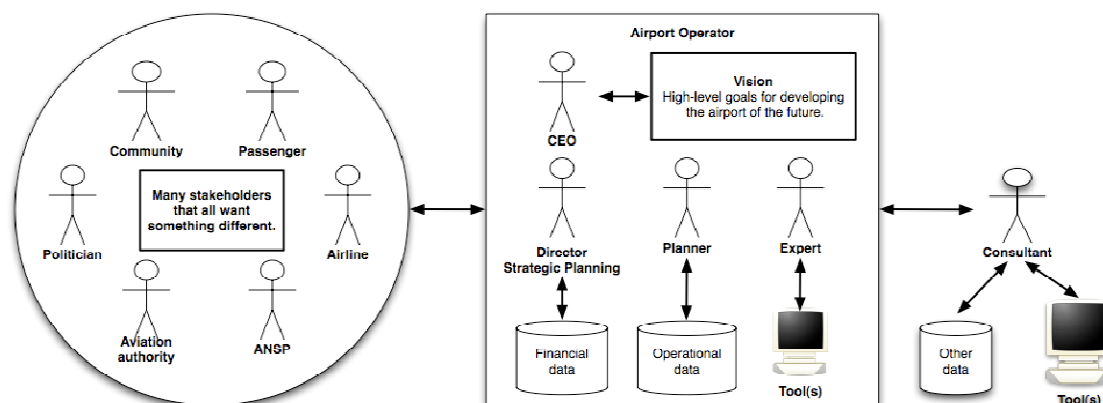 Community
Passenger
Politician
Many stakeholders
that all want
something different.
Airline
Aviation
authority
ANSP
Airport Operator
CEO
Vision
High-level goals for developing
the airport of the future.
Director
Strategic Planning
Planner
Expert
Financial
data
Operational
data
Tool(s)
Consultant
Other
data
Tool(s)